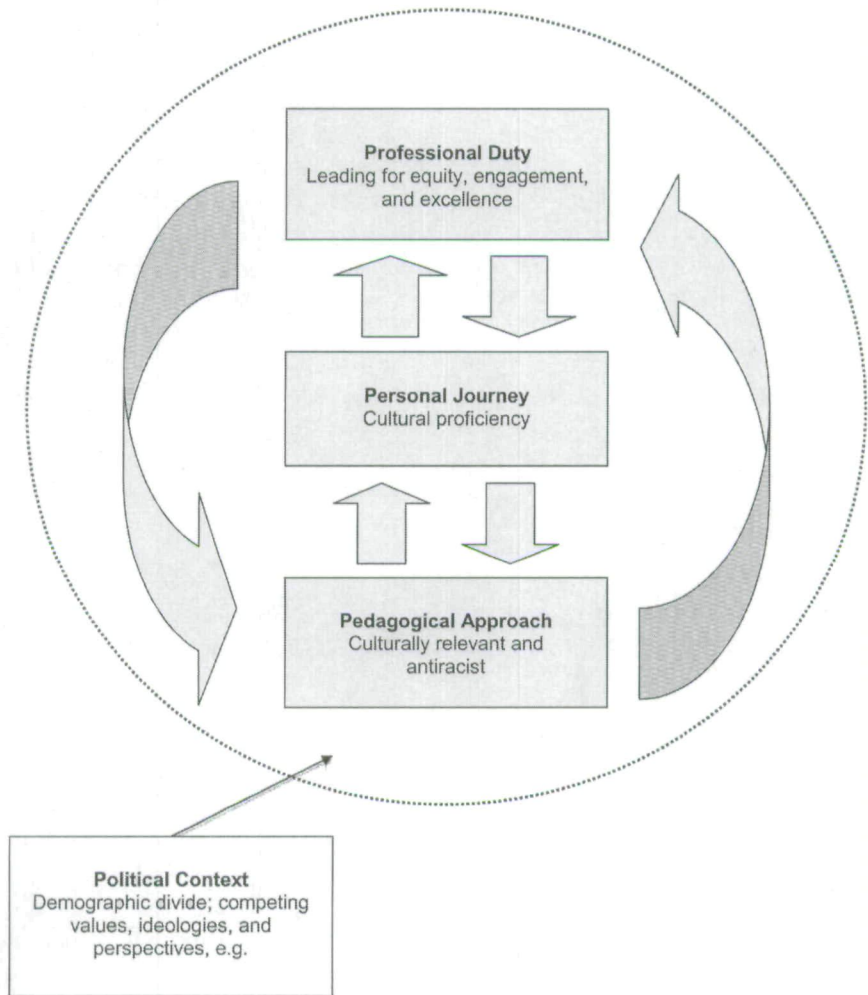 Professional Duty
Leading for equity, engagement,
and excellence
Personal Journey
Cultural proficiency
Pedagogical Approach
Culturally relevant and
antiracist
Political Context
Demographic divide; competing
values, ideologies, and
perspectives, e.g.